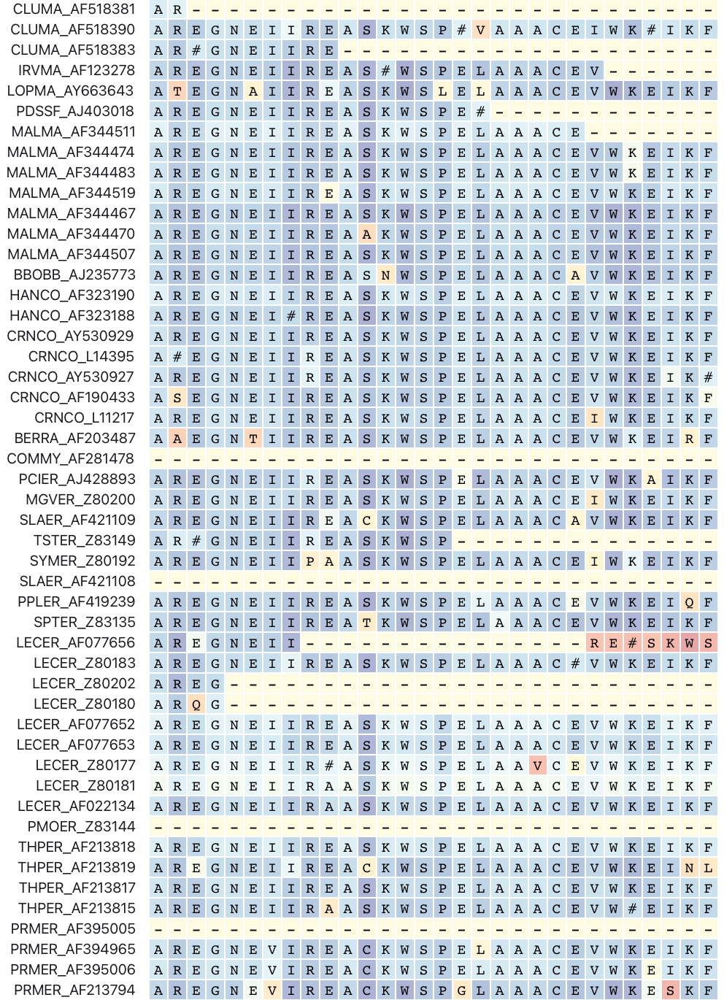 CLUMA_AF518381 A R - - - - - - - - - - - - - - - - - - - - - - - - - - - -
CLUMA_AF518390 A R E G N E I I R E A S K W S P # V A A A C E I W K # I K F
CLUMA_AF518383 A R # G N E I I R E - - - - - - - - - - - - - - - - - - - -
IRVMA_AF123278 A R E G N E I I R E A S # W S P E L A A A C E V - - - - - -
LOPMA_AY663643 A T E G N A I I R E A S K W S L E L A A A C E V W K E I K F
PDSSF_AJ403018 A R E G N E I I R E A S K W S P E # - - - - - - - - - - - -
MALMA_AF344511 A R E G N E I I R E A S K W S P E L A A A C E - - - - - - -
MALMA_AF344474 A R E G N E I I R E A S K W S P E L A A A C E V W K E I K F
MALMA_AF344483 A R E G N E I I R E A S K W S P E L A A A C E V W K E I K F
MALMA_AF344519 A R E G N E I I R E A S K W S P E L A A A C E V W K E I K F
MALMA_AF344467 A R E G N E I I R E A S K W S P E L A A A C E V W K E I K F
MALMA_AF344470 A R E G N E I I R E A A K W S P E L A A A C E V W K E I K F
MALMA_AF344507 A R E G N E I I R E A S K W S P E L A A A C E V W K E I K F
BBOBB_AJ235773 A R E G N E I I R E A S N W S P E L A A A C A V W K E I K F
HANCO_AF323190 A R E G N E I I R E A S K W S P E L A A A C E V W K E I K F
HANCO_AF323188 A R E G N E I # R E A S K W S P E L A A A C E V W K E I K F
CRNCO_AY530929 A R E G N E I I R E A S K W S P E L A A A C E V W K E I K F
CRNCO_L14395 A # E G N E I I R E A S K W S P E L A A A C E V W K E I K F
CRNCO_AY530927 A R E G N E I I R E A S K W S P E L A A A C E V W K E I K #
CRNCO_AF190433 A S E G N E I I R E A S K W S P E L A A A C E V W K E I K F
CRNCO_L11217 A R E G N E I I R E A S K W S P E L A A A C E I W K E I K F
BERRA_AF203487 A A E G N T I I R E A S K W S P E L A A A C E V W K E I R F
COMMY_AF281478 - - - - - - - - - - - - - - - - - - - - - - - - - - - - - -
PCIER_AJ428893 A R E G N E I I R E A S K W S P E L A A A C E V W K A I K F
MGVER_Z80200 A R E G N E I I R E A S K W S P E L A A A C E I W K E I K F
SLAER_AF421109 A R E G N E I I R E A C K W S P E L A A A C A V W K E I K F
TSTER_Z83149 A R # G N E I I R E A S K W S P - - - - - - - - - - - - - -
SYMER_Z80192 A R E G N E I I P A A S K W S P E L A A A C E I W K E I K F
SLAER_AF421108 - - - - - - - - - - - - - - - - - - - - - - - - - - - - - -
PPLER_AF419239 A R E G N E I I R E A S K W S P E L A A A C E V W K E I Q F
SPTER_Z83135 A R E G N E I I R E A T K W S P E L A A A C E V W K E I K F
LECER_AF077656 A R E G N E I I - - - - - - - - - - - - - - - R E # S K W S
LECER_Z80183 A R E G N E I I R E A S K W S P E L A A A C # V W K E I K F
LECER_Z80202 A R E G - - - - - - - - - - - - - - - - - - - - - - - - - -
LECER_Z80180 A R Q G - - - - - - - - - - - - - - - - - - - - - - - - - -
LECER_AF077652 A R E G N E I I R E A S K W S P E L A A A C E V W K E I K F
LECER_AF077653 A R E G N E I I R E A S K W S P E L A A A C E V W K E I K F
LECER_Z80177 A R E G N E I I R # A S K W S P E L A A V C E V W K E I K F
LECER_Z80181 A R E G N E I I R A A S K W S P E L A A A C E V W K E I K F
LECER_AF022134 A R E G N E I I R A A S K W S P E L A A A C E V W K E I K F
PMOER_Z83144 - - - - - - - - - - - - - - - - - - - - - - - - - - - - - -
THPER_AF213818 A R E G N E I I R E A S K W S P E L A A A C E V W K E I K F
THPER_AF213819 A R E G N E I I R E A C K W S P E L A A A C E V W K E I N L
THPER_AF213817 A R E G N E I I R E A S K W S P E L A A A C E V W K E I K F
THPER_AF213815 A R E G N E I I R A A S K W S P E L A A A C E V W # E I K F
PRMER_AF395005 - - - - - - - - - - - - - - - - - - - - - - - - - - - - - -
PRMER_AF394965 A R E G N E V I R E A C K W S P E L A A A C E V W K E I K F
PRMER_AF395006 A R E G N E V I R E A C K W S P E L A A A C E V W K E I K F
PRMER_AF213794 A R E G N E V I R E A C K W S P G L A A A C E V W K E S K F